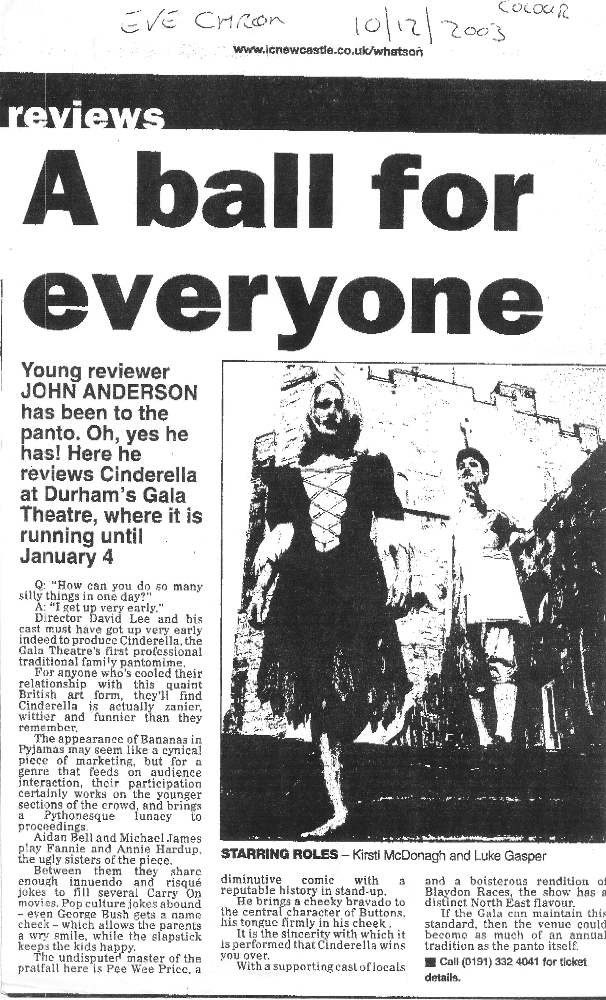 EVE CHRON 10/12/2003 COLOUR
www.icnewcastle.co.uk/whatson
reviews
A ball for
everyone
Young reviewer
JOHN ANDERSON
has been to the
panto. Oh, yes he
has! Here he
reviews Cinderella
at Durham's Gala
Theatre, where it is
running until
January 4
Q: "How can you do so many
silly things in one day?"
A: "I get up very early."
Director David Lee and his
cast must have got up very early
indeed to produce Cinderella, the
Gala Theatre's first professional
traditional family pantomime.
For anyone who's cooled their
relationship with this quaint
British art form, they'll find
Cinderella is actually zanier,
wittier and funnier than they
remember.
The appearance of Bananas in
Pyjamas may seem like a cynical
piece of marketing, but for a
genre that feeds on audience
interaction, their participation
certainly works on the younger
sections of the crowd, and brings
a Pythonesque lunacy to
proceedings.
Aidan Bell and Michael James
play Fannie and Annie Hardup,
the ugly sisters of the piece.
Between them they share
enough innuendo and risqué
jokes to fill several Carry On
movies. Pop culture jokes abound
– even George Bush gets a name
check – which allows the parents
a wry smile, while the slapstick
keeps the kids happy.
The undisputed master of the
pratfall here is Pee Wee Price, a
STARRING ROLES – Kirsti McDonagh and Luke Gasper
diminutive comic with a
reputable history in stand-up.
He brings a cheeky bravado to
the central character of Buttons,
his tongue firmly in his cheek.
It is the sincerity with which it
is performed that Cinderella wins
you over.
With a supporting cast of locals
and a boisterous rendition of
Blaydon Races, the show has a
distinct North East flavour.
If the Gala can maintain this
standard, then the venue could
become as much of an annual
tradition as the panto itself.
■ Call (0191) 332 4041 for ticket
details.